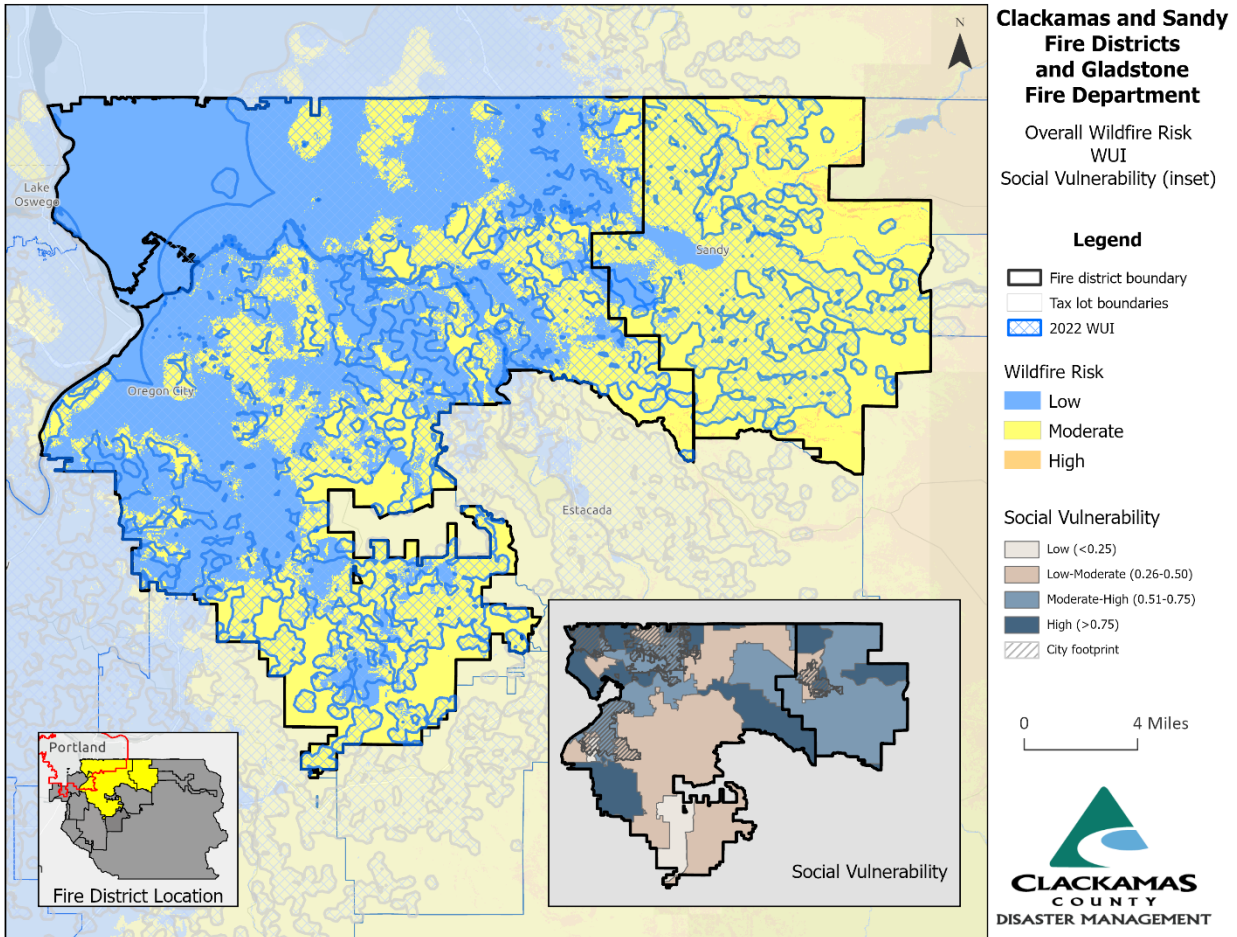 Clackamas and Sandy
Fire Districts
and Gladstone
Fire Department
Overall Wildfire Risk
WUI
Social Vulnerability (inset)
Legend
Fire district boundary
Tax lot boundaries
2022 WUI
Wildfire Risk
Low
Moderate
High
Social Vulnerability
Low (<0.25)
Low-Moderate (0.26-0.50)
Moderate-High (0.51-0.75)
High (>0.75)
City footprint
0 4 Miles
CLACKAMAS
COUNTY
DISASTER MANAGEMENT
N
Lake
Oswego
Sandy
Oregon City
Estacada
Portland
Fire District Location
Social Vulnerability